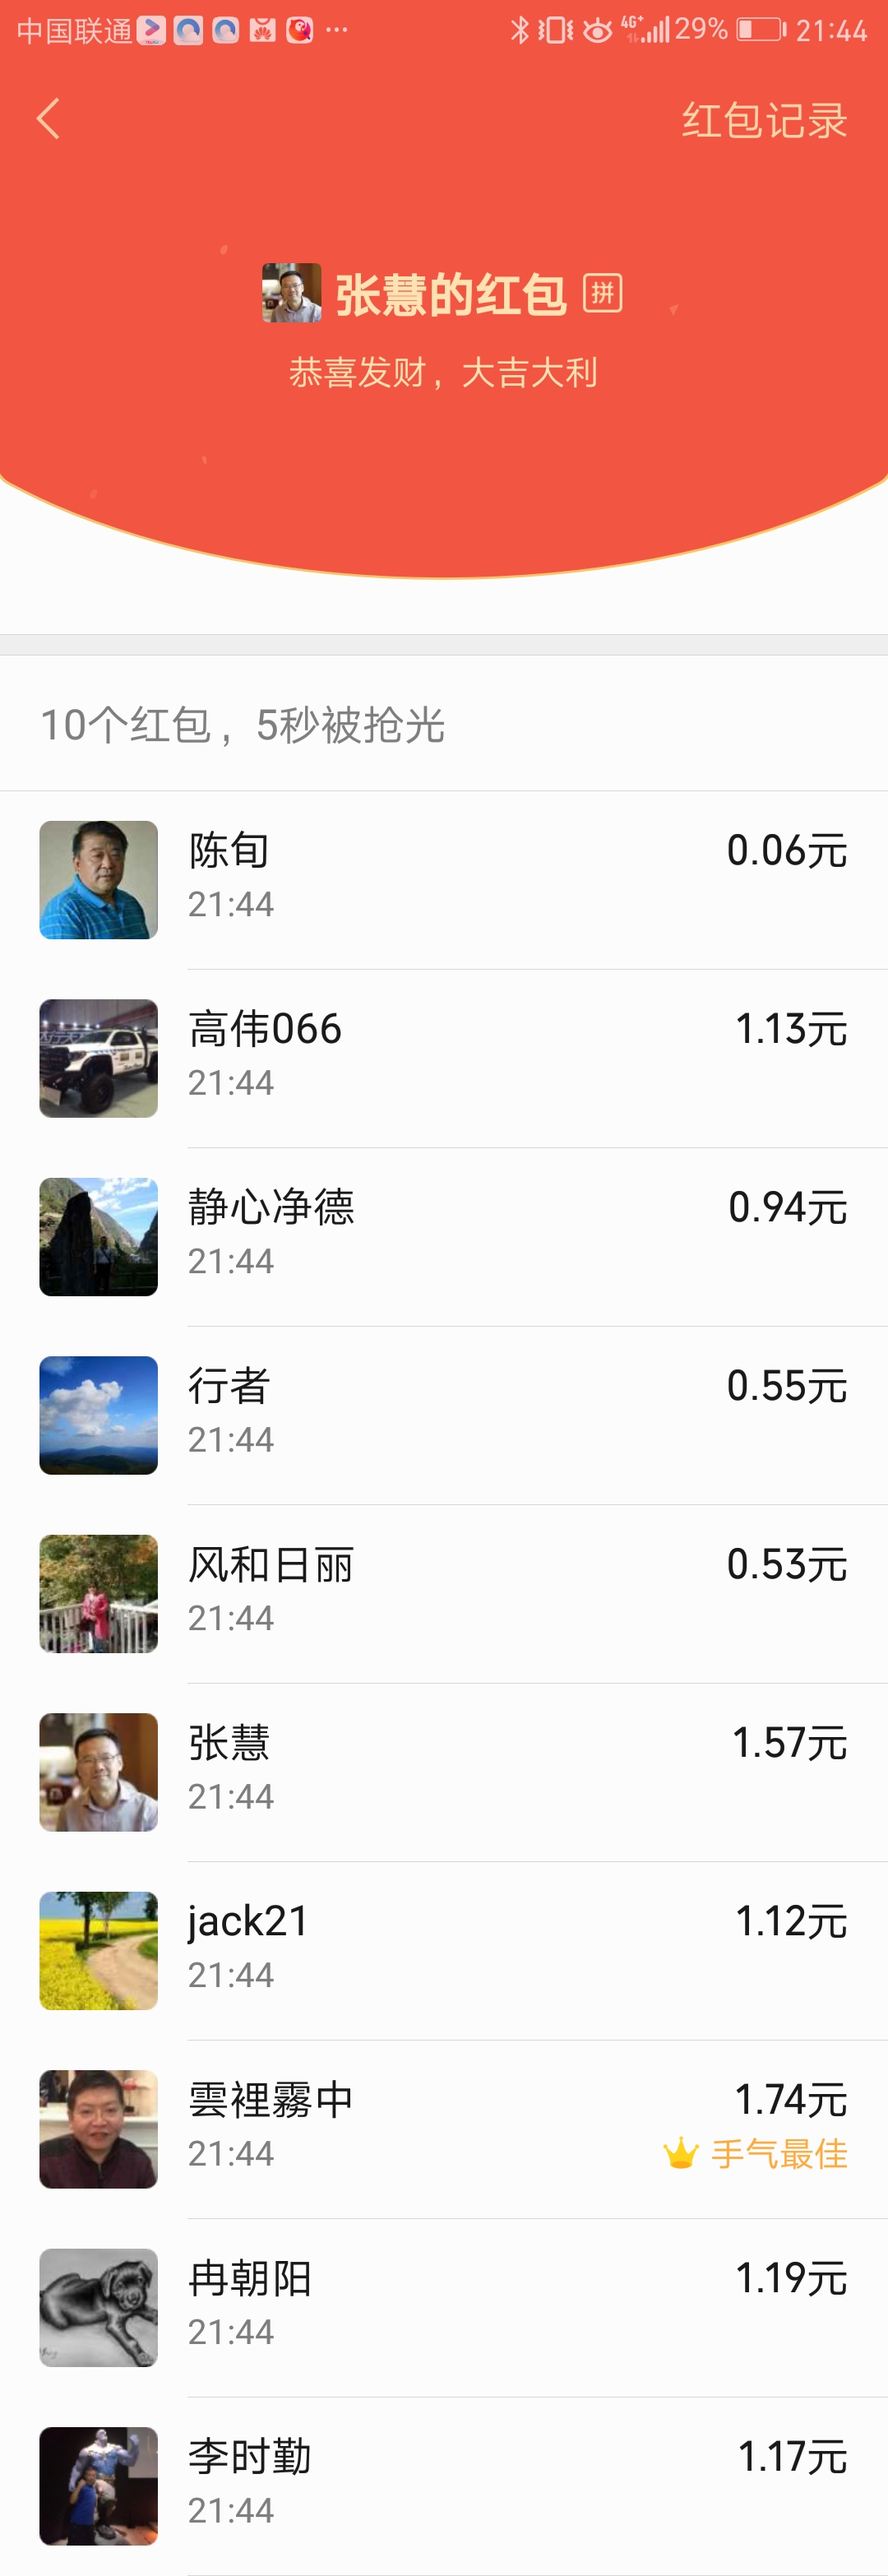 中国联通 ... 4G+ 29% 21:44
红包记录
张慧的红包 拼
恭喜发财，大吉大利
10个红包，5秒被抢光
陈旬 0.06元
21:44
高伟066 1.13元
21:44
静心净德 0.94元
21:44
行者 0.55元
21:44
风和日丽 0.53元
21:44
张慧 1.57元
21:44
jack21 1.12元
21:44
雲裡霧中 1.74元
21:44 手气最佳
冉朝阳 1.19元
21:44
李时勤 1.17元
21:44